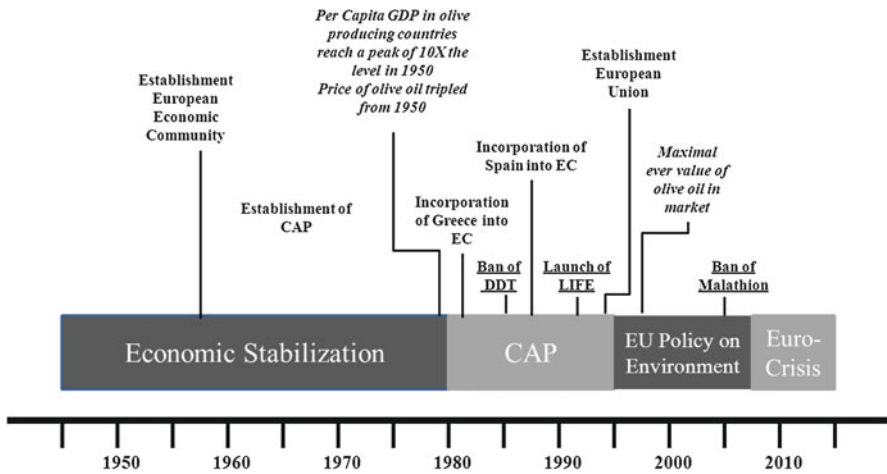 Per Capita GDP in olive
producing countries
reach a peak of 10X the
level in 1950
Price of olive oil tripled
from 1950
Establishment
European
Economic
Community
Establishment
European
Union
Incorporation of
Spain into EC
Maximal
ever value of
olive oil in
market
Establishment of
CAP
Incorporation
of Greece into
EC
Ban of
DDT
Launch of
LIFE
Ban of
Malathion
Economic Stabilization
CAP
EU Policy on
Environment
Euro-
Crisis
1950 1960 1970 1980 1990 2000 2010